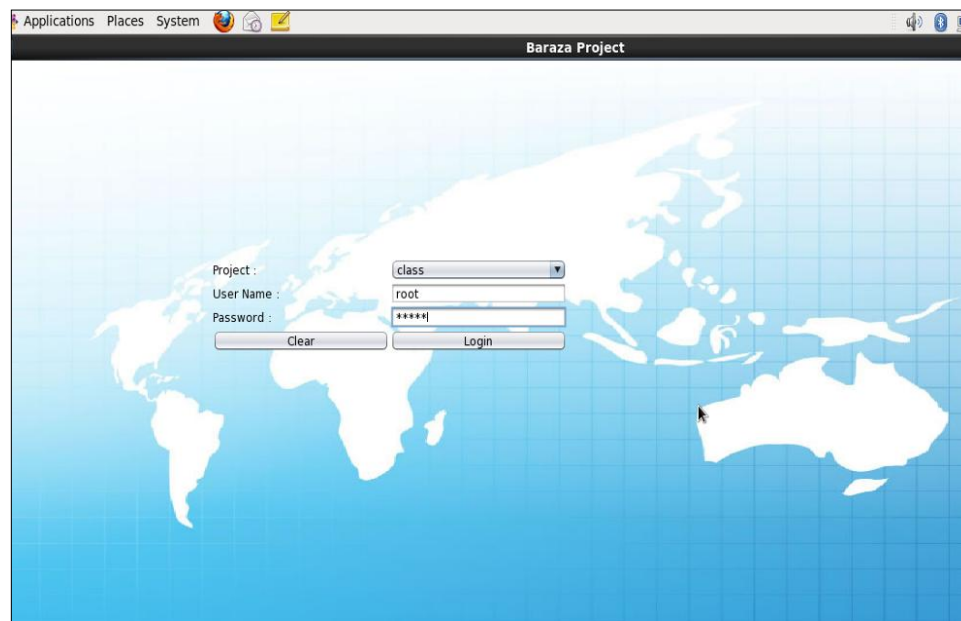 Applications Places System
Baraza Project
Project : class
User Name : root
Password : *****
Clear Login